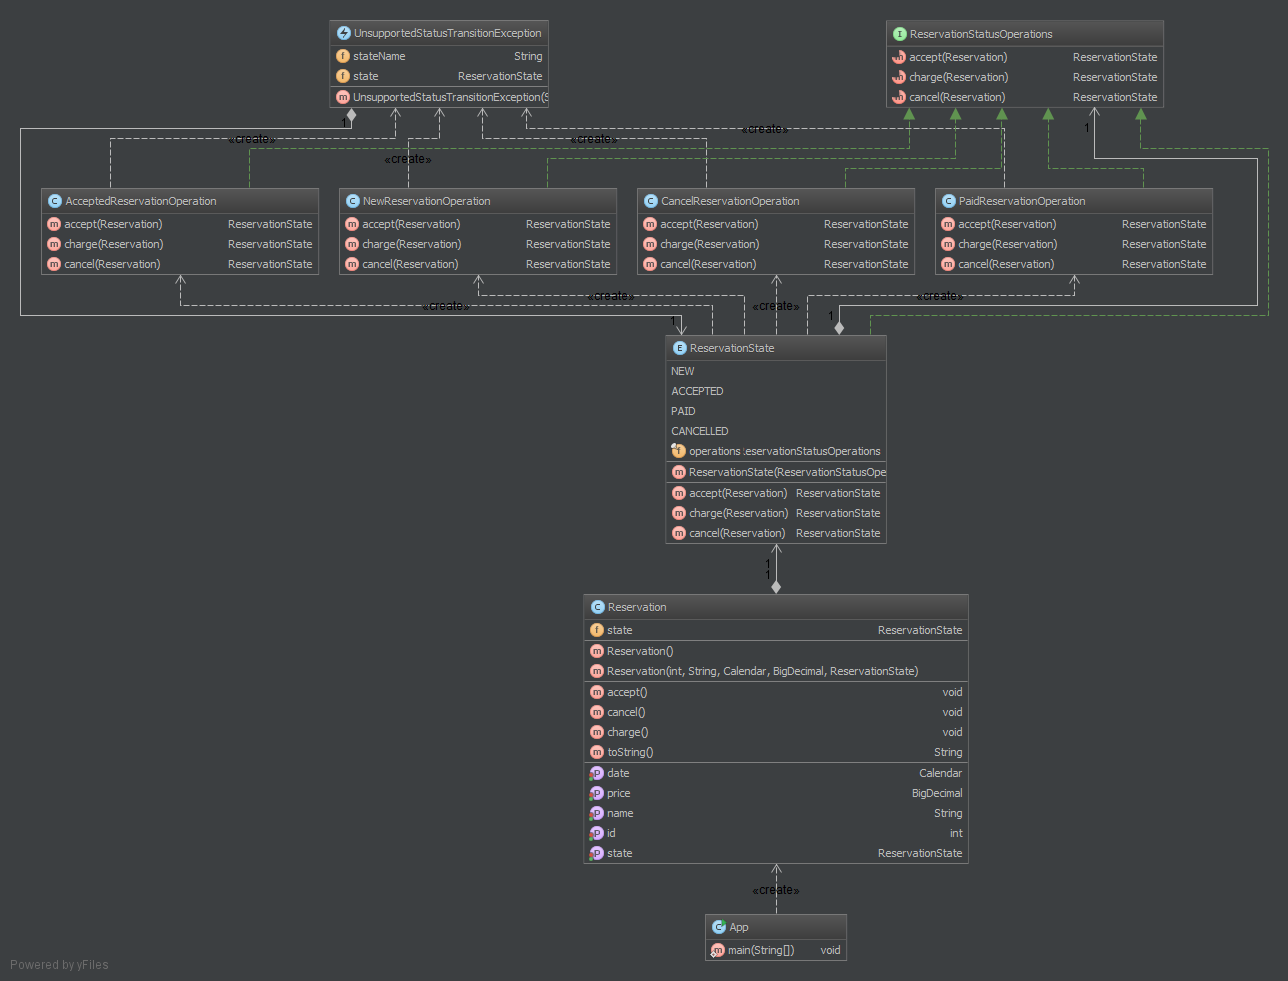 UnsupportedStatusTransitionException
stateName String
state ReservationState
UnsupportedStatusTransitionException(S
ReservationStatusOperations
accept(Reservation) ReservationState
charge(Reservation) ReservationState
cancel(Reservation) ReservationState
1
1
«create»
«create»
«create»
«create»
AcceptedReservationOperation
accept(Reservation) ReservationState
charge(Reservation) ReservationState
cancel(Reservation) ReservationState
NewReservationOperation
accept(Reservation) ReservationState
charge(Reservation) ReservationState
cancel(Reservation) ReservationState
CancelReservationOperation
accept(Reservation) ReservationState
charge(Reservation) ReservationState
cancel(Reservation) ReservationState
PaidReservationOperation
accept(Reservation) ReservationState
charge(Reservation) ReservationState
cancel(Reservation) ReservationState
«create»
«create»
«create»
«create»
1
1
ReservationState
NEW
ACCEPTED
PAID
CANCELLED
operations eservationStatusOperations
ReservationState(ReservationStatusOpe
accept(Reservation) ReservationState
charge(Reservation) ReservationState
cancel(Reservation) ReservationState
1
1
Reservation
state ReservationState
Reservation()
Reservation(int, String, Calendar, BigDecimal, ReservationState)
accept() void
cancel() void
charge() void
toString() String
date Calendar
price BigDecimal
name String
id int
state ReservationState
«create»
App
main(String[]) void
Powered by yFiles